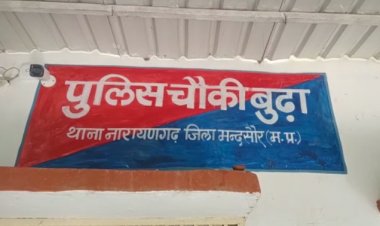 पुलिस चौकी बुढ़ा
थाना नारायणगढ़ जिला मन्दसौर (म.प्र.)